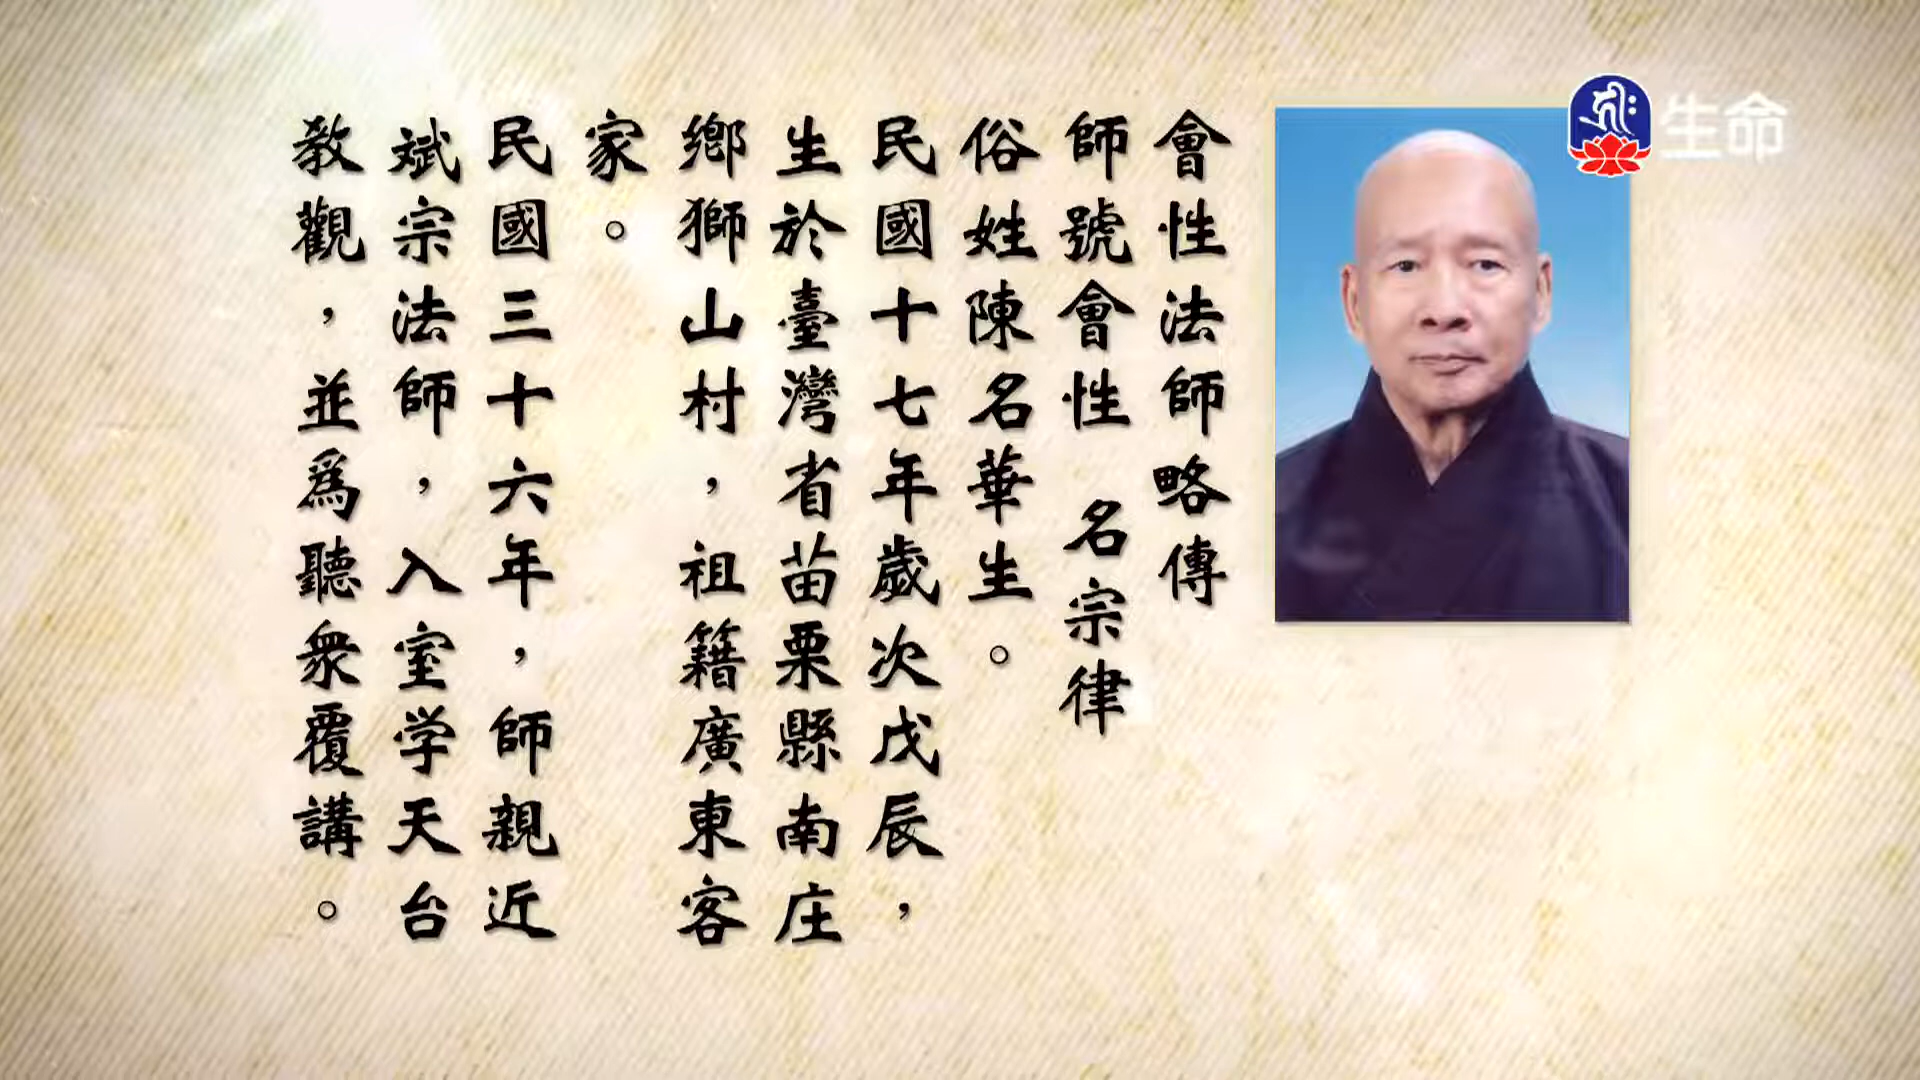 會性法師略傳
師號會性 名宗律
俗姓陳名華生。
民國十七年歲次戊辰，
生於臺灣省苗栗縣南庄
鄉獅山村，祖籍廣東客
家。
民國三十六年，師親近
斌宗法師，入室学天台
教觀，並為聽衆覆講。
生命